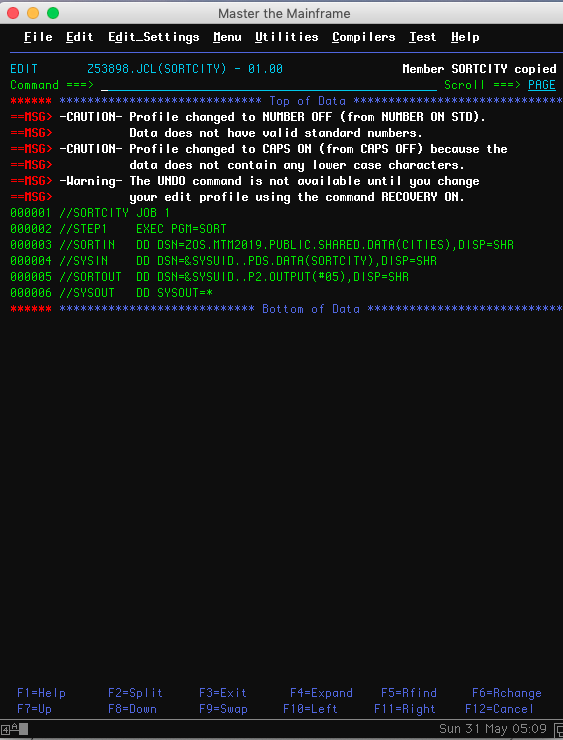 Master the Mainframe
File Edit Edit_Settings Menu Utilities Compilers Test Help
EDIT Z53898.JCL(SORTCITY) - 01.00 Member SORTCITY copied
Command ===> Scroll ===> PAGE
****** **************************** Top of Data ******************************
==MSG> -CAUTION- Profile changed to NUMBER OFF (from NUMBER ON STD).
==MSG> Data does not have valid standard numbers.
==MSG> -CAUTION- Profile changed to CAPS ON (from CAPS OFF) because the
==MSG> data does not contain any lower case characters.
==MSG> -Warning- The UNDO command is not available until you change
==MSG> your edit profile using the command RECOVERY ON.
000001 //SORTCITY JOB 1
000002 //STEP1 EXEC PGM=SORT
000003 //SORTIN DD DSN=ZOS.MTM2019.PUBLIC.SHARED.DATA(CITIES),DISP=SHR
000004 //SYSIN DD DSN=&SYSUID..PDS.DATA(SORTCITY),DISP=SHR
000005 //SORTOUT DD DSN=&SYSUID..P2.OUTPUT(#05),DISP=SHR
000006 //SYSOUT DD SYSOUT=*
****** **************************** Bottom of Data ****************************
F1=Help F2=Split F3=Exit F4=Expand F5=Rfind F6=Rchange
F7=Up F8=Down F9=Swap F10=Left F11=Right F12=Cancel
4 A Sun 31 May 05:09